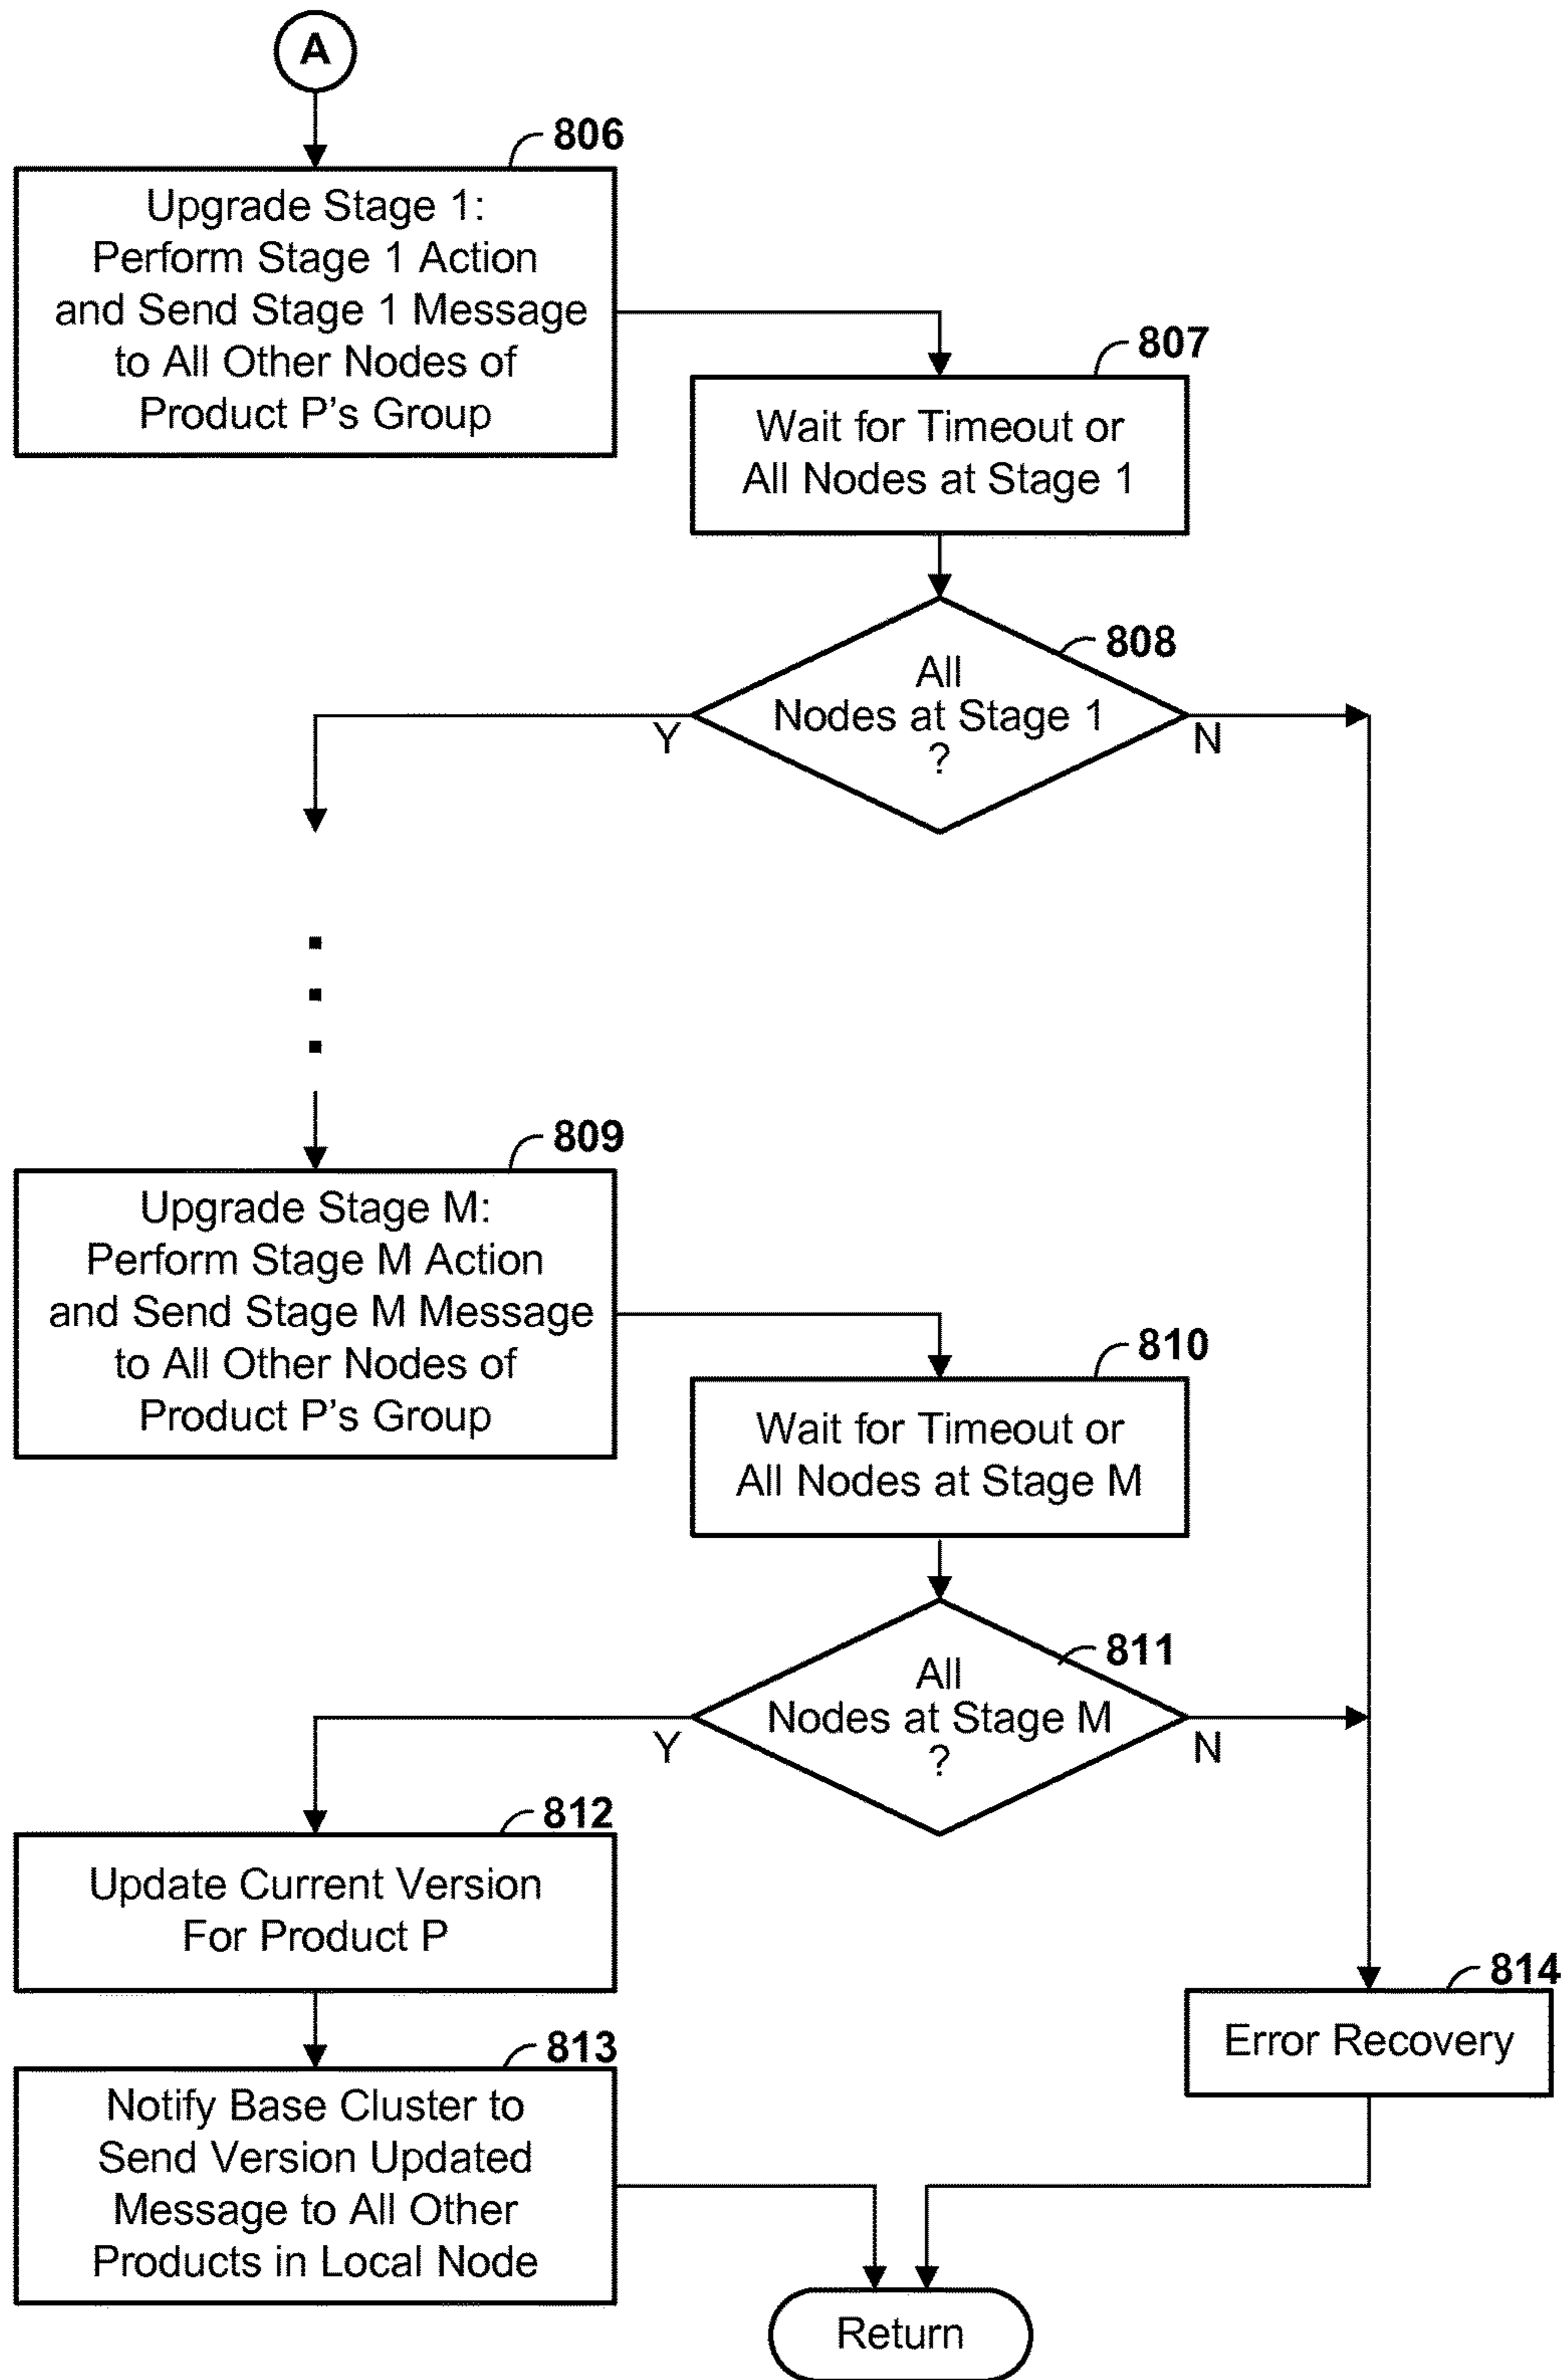 A
806
Upgrade Stage 1:
Perform Stage 1 Action
and Send Stage 1 Message
to All Other Nodes of
Product P's Group
807
Wait for Timeout or
All Nodes at Stage 1
808
All
Nodes at Stage 1
?
Y
N
809
Upgrade Stage M:
Perform Stage M Action
and Send Stage M Message
to All Other Nodes of
Product P's Group
810
Wait for Timeout or
All Nodes at Stage M
811
All
Nodes at Stage M
?
Y
N
812
Update Current Version
For Product P
814
Error Recovery
813
Notify Base Cluster to
Send Version Updated
Message to All Other
Products in Local Node
Return